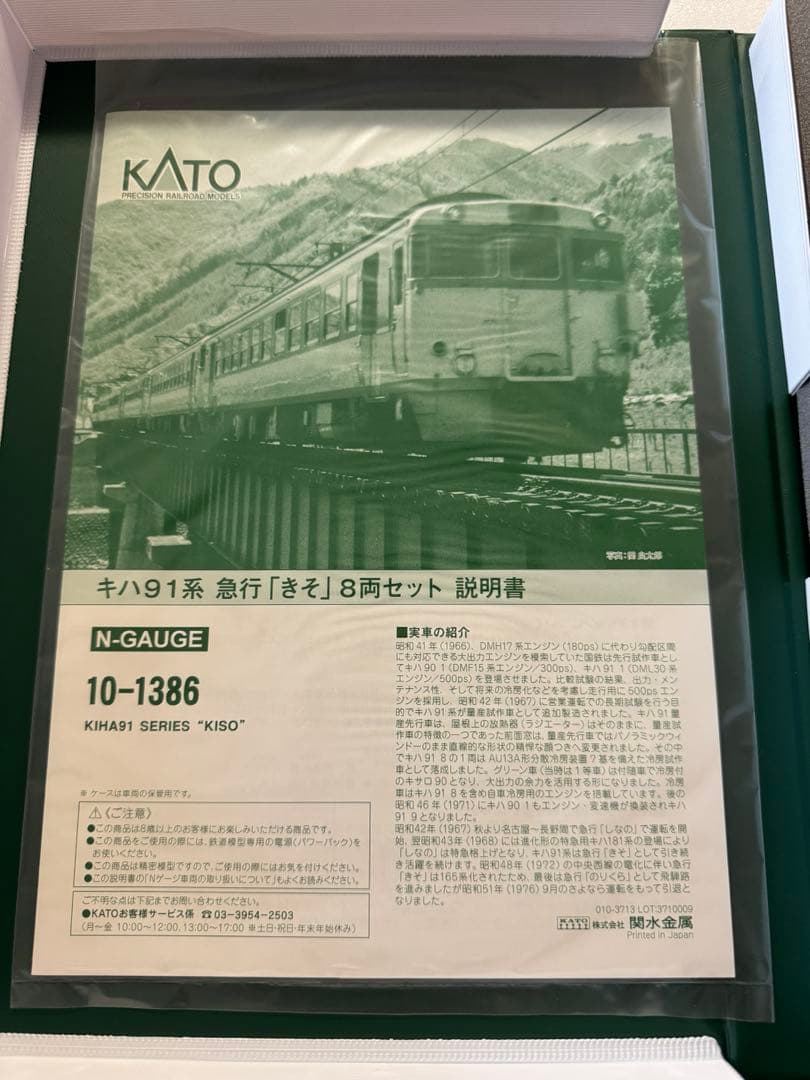 KATO
PRECISION RAILROAD MODELS
キハ91系 急行「きそ」8両セット 説明書
N-GAUGE
10-1386
KIHA91 SERIES “KISO”
※ケースは車両の保管用です。
⚠《ご注意》
●この商品は8歳以上のお客様にお楽しみいただける商品です。
●この商品をご使用の際には、鉄道模型専用の電源(パワーパック)を
お使いください。
●この商品は精密模型ですので、ご使用の際にはお気を付けください。
●この説明書の「Nゲージ車両の取り扱いについて」もよくお読みください。
ご不明な点は下記までお問い合わせください。
●KATOお客様サービス係 ☎03-3954-2503
(月～金 10:00～12:00、13:00～17:00 ※土日・祝日・年末年始休み)
■実車の紹介
昭和41年(1966)、DMH17系エンジン(180ps)に代わり勾配区間
にも対応できる大出力エンジンを模索していた国鉄は先行試作車とし
てキハ90 1(DMF15系エンジン/300ps)、キハ91 1(DML30系
エンジン/500ps)を登場させました。比較試験の結果、出力・メン
テナンス性、そして将来の冷房化などを考慮し走行用に500psエン
ジンを採用し、昭和42年(1967)に営業運転での長期試験を行う目
的でキハ91系が量産試作車として追加製造されました。キハ91量
産先行車は、屋根上の放熱器(ラジエーター)はそのままに、量産試
作車の特徴の一つであった前面窓は、量産先行車ではパノラミックウィ
ンドーのまま直線的な形状の精悍な顔つきへ変更されました。その中
でキハ91 8の1両はAU13A形分散冷房装置7基を備えた冷房試作
車として落成しました。グリーン車(当時は1等車)は付随車で冷房付
のキサロ90となり、大出力の余力を活用する形になりました。冷房
車はキハ91 8を含め自車冷房用のエンジンを搭載しています。後の
昭和46年(1971)にキハ90 1もエンジン・変速機が換装されキハ
91 9となりました。
昭和42年(1967)秋より名古屋～長野間で急行「しなの」で運転を開
始、翌昭和43年(1968)には進化形の特急用キハ181系の登場により
「しなの」は特急格上げとなり、キハ91系は急行「きそ」として引き続
き活躍を続けます。昭和48年(1972)の中央西線の電化に伴い急行
「きそ」は165系化されたため、最後は急行「のりくら」として飛騨路
を進みましたが昭和51年(1976)9月のさよなら運転をもって引退と
なりました。
010-3713 LOT:3710009
KATO 株式会社 関水金属
Printed in Japan